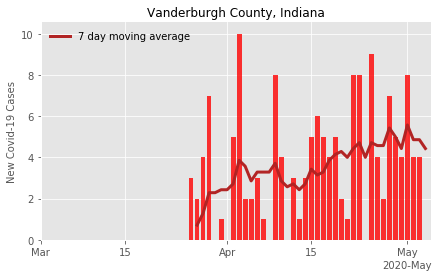 Vanderburgh County, Indiana
7 day moving average
New Covid-19 Cases
10
8
6
4
2
0
Mar 15 Apr 15 May
2020-May